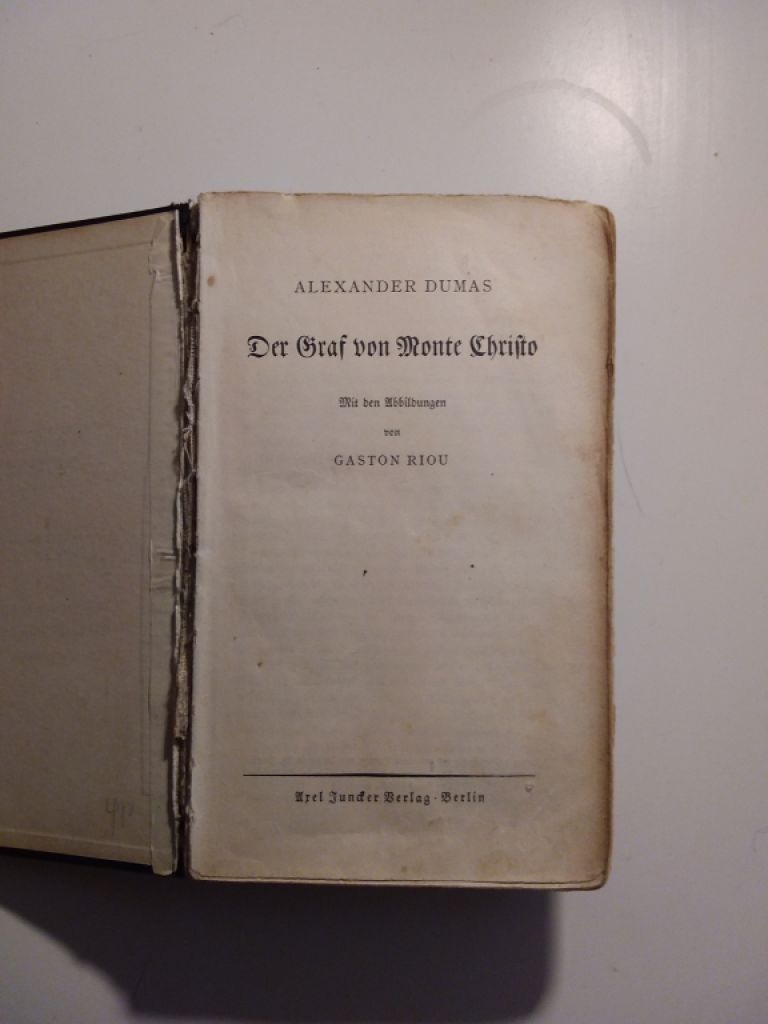 ALEXANDER DUMAS
Der Graf von Monte Christo
Mit den Abbildungen
von
GASTON RIOU
Axel Juncker Verlag · Berlin